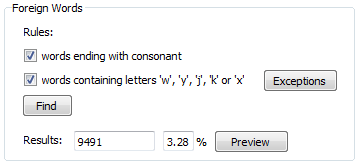 Foreign Words
Rules:
words ending with consonant
words containing letters 'w', 'y', 'j', 'k' or 'x'
Exceptions
Find
Results: 9491 3.28 % Preview